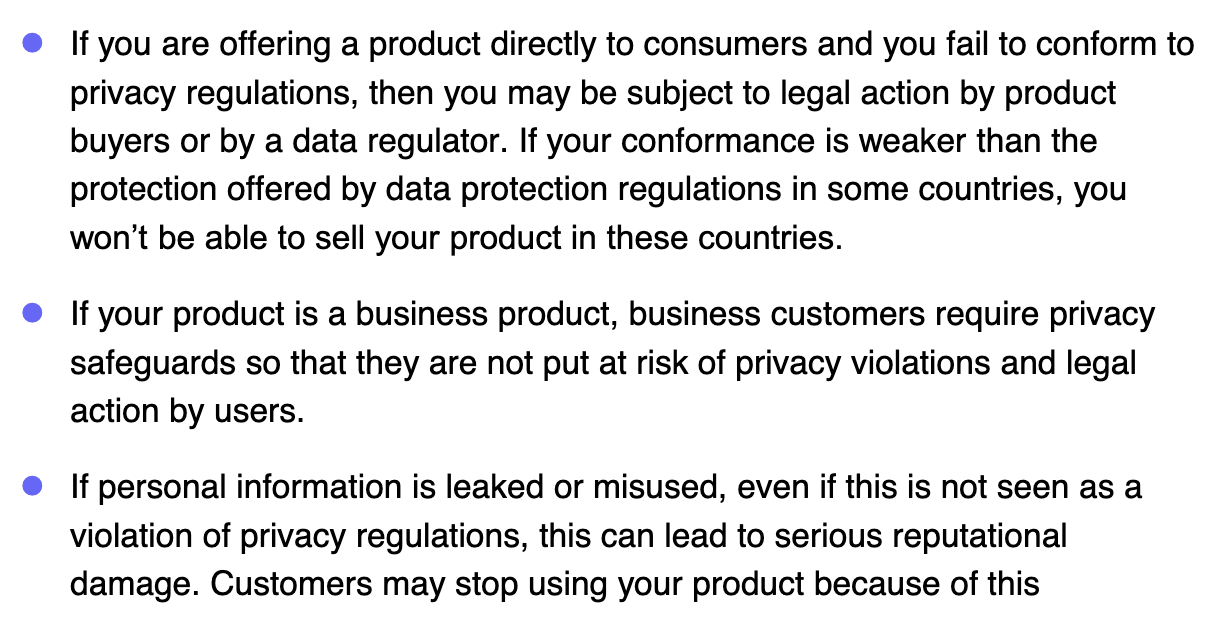 If you are offering a product directly to consumers and you fail to conform to
privacy regulations, then you may be subject to legal action by product
buyers or by a data regulator. If your conformance is weaker than the
protection offered by data protection regulations in some countries, you
won’t be able to sell your product in these countries.
If your product is a business product, business customers require privacy
safeguards so that they are not put at risk of privacy violations and legal
action by users.
If personal information is leaked or misused, even if this is not seen as a
violation of privacy regulations, this can lead to serious reputational
damage. Customers may stop using your product because of this